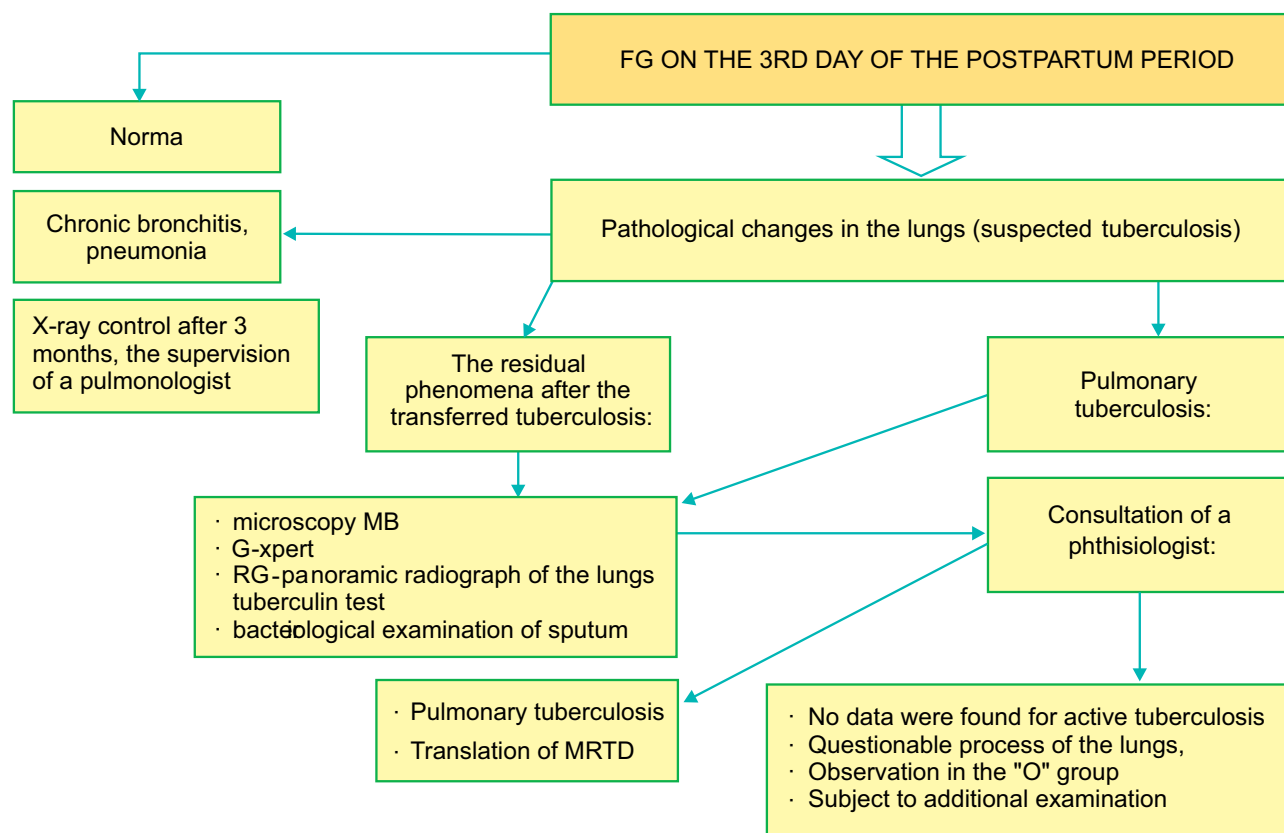 FG ON THE 3RD DAY OF THE POSTPARTUM PERIOD
Norma
Chronic bronchitis,
pneumonia
Pathological changes in the lungs (suspected tuberculosis)
X-ray control after 3
months, the supervision
of a pulmonologist
The residual
phenomena after the
transferred tuberculosis:
Pulmonary
tuberculosis:
· microscopy MB
· G-xpert
· RG-panoramic radiograph of the lungs
tuberculin test
· bacteriological examination of sputum
Consultation of a
phthisiologist:
· Pulmonary tuberculosis
· Translation of MRTD
· No data were found for active tuberculosis
· Questionable process of the lungs,
· Observation in the "O" group
· Subject to additional examination